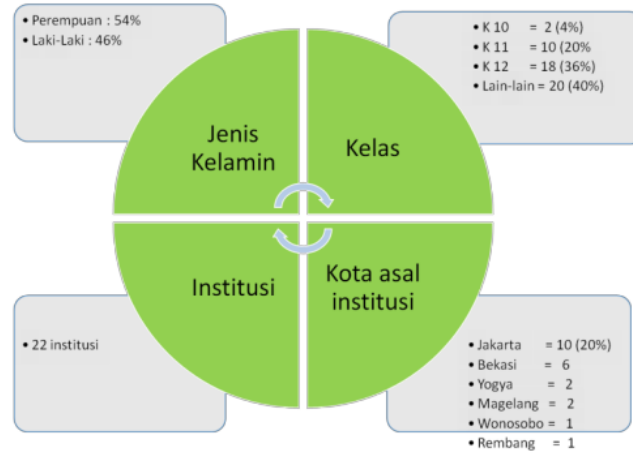 • Perempuan : 54%
• Laki-Laki : 46%
• K 10 = 2 (4%)
• K 11 = 10 (20%
• K 12 = 18 (36%)
• Lain-lain = 20 (40%)
Jenis
Kelamin
Kelas
Institusi
Kota asal
institusi
• 22 institusi
• Jakarta = 10 (20%)
• Bekasi = 6
• Yogya = 2
• Magelang = 2
• Wonosobo = 1
• Rembang = 1